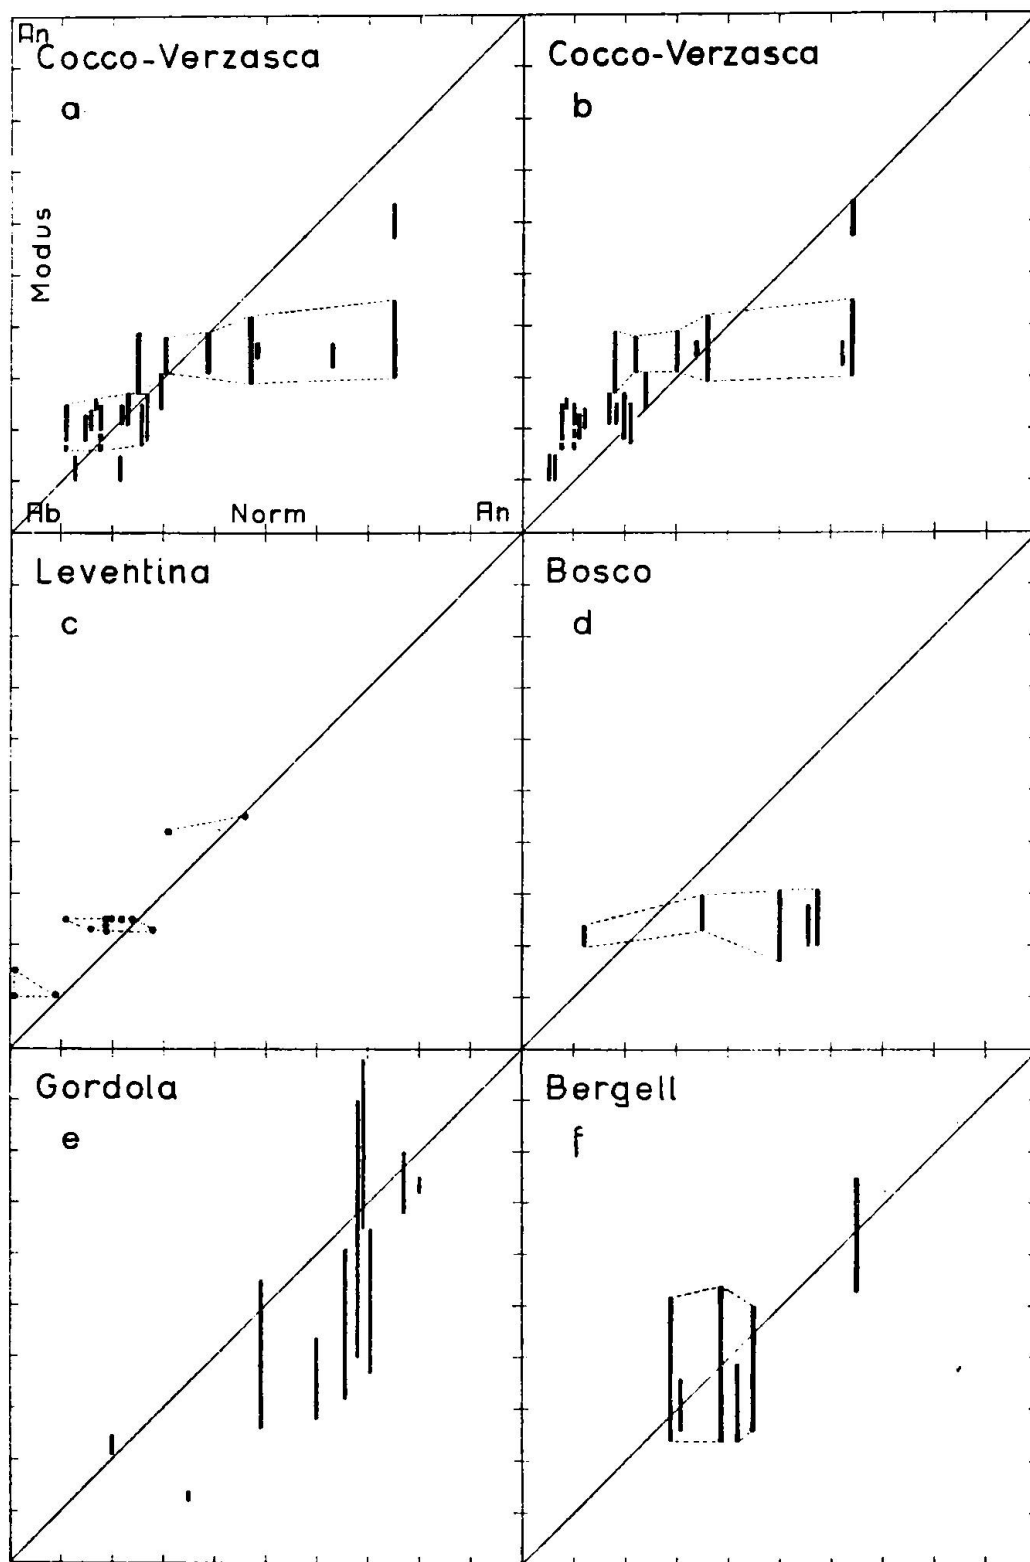 An
Cocco-Verzasca
a
Modus
Ab
Norm
An
Cocco-Verzasca
b
Leventina
c
Bosco
d
Gordola
e
Bergell
f